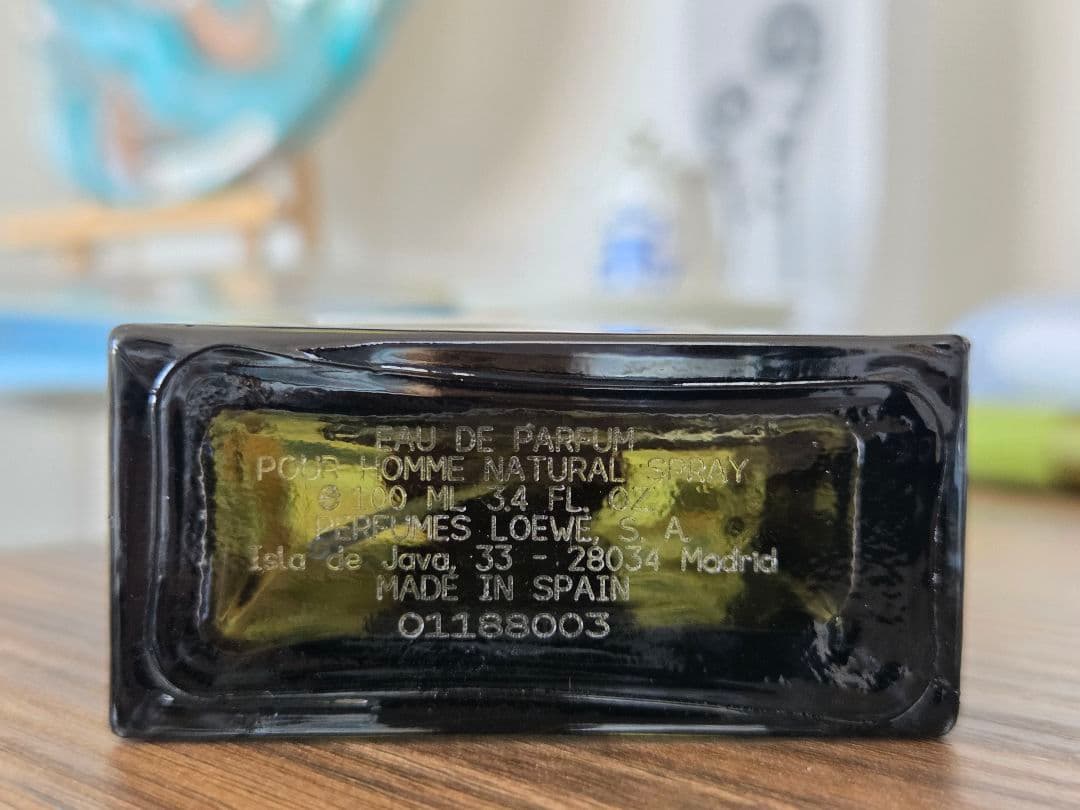 EAU DE PARFUM
POUR HOMME NATURAL SPRAY
100 ML 3.4 FL. OZ.
PERFUMES LOEWE, S. A.
Isla de Java, 33 - 28034 Madrid
MADE IN SPAIN
01188003